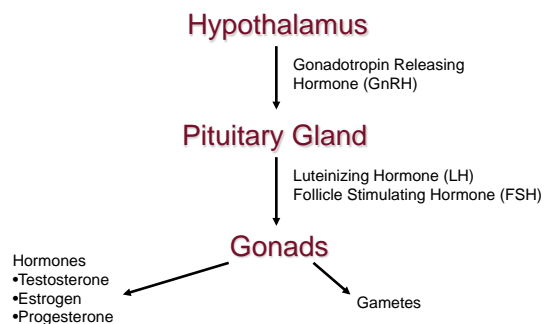 Hypothalamus
Gonadotropin Releasing
Hormone (GnRH)
Pituitary Gland
Luteinizing Hormone (LH)
Follicle Stimulating Hormone (FSH)
Gonads
Hormones
•Testosterone
•Estrogen
•Progesterone
Gametes